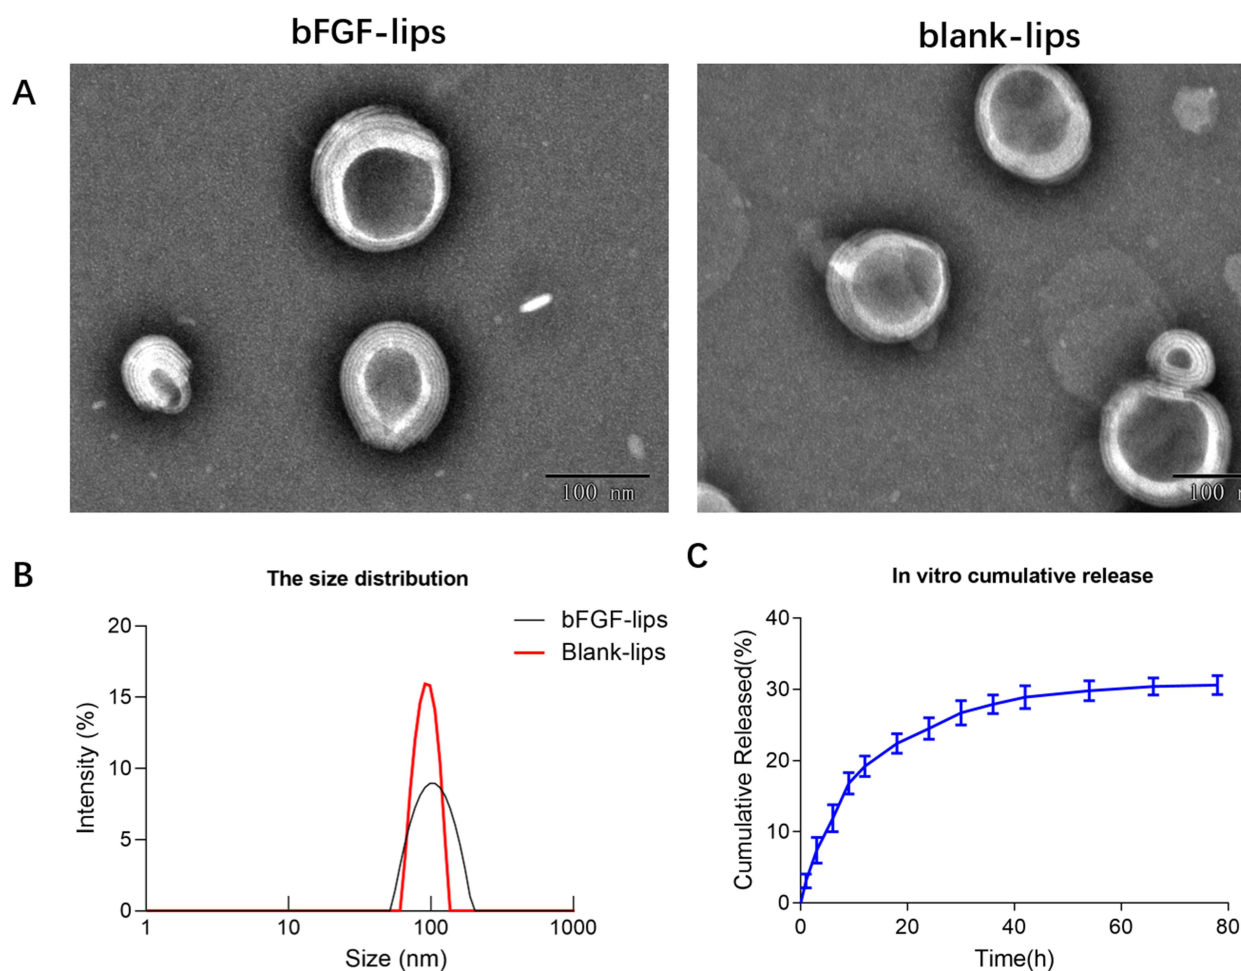 bFGF-lips
blank-lips
A
100 nm
100 n
B
The size distribution
bFGF-lips
Blank-lips
20
15
10
5
0
Intensity (%)
1
10
100
1000
Size (nm)
C
In vitro cumulative release
40
30
20
10
0
Cumulative Released(%)
0
20
40
60
80
Time(h)